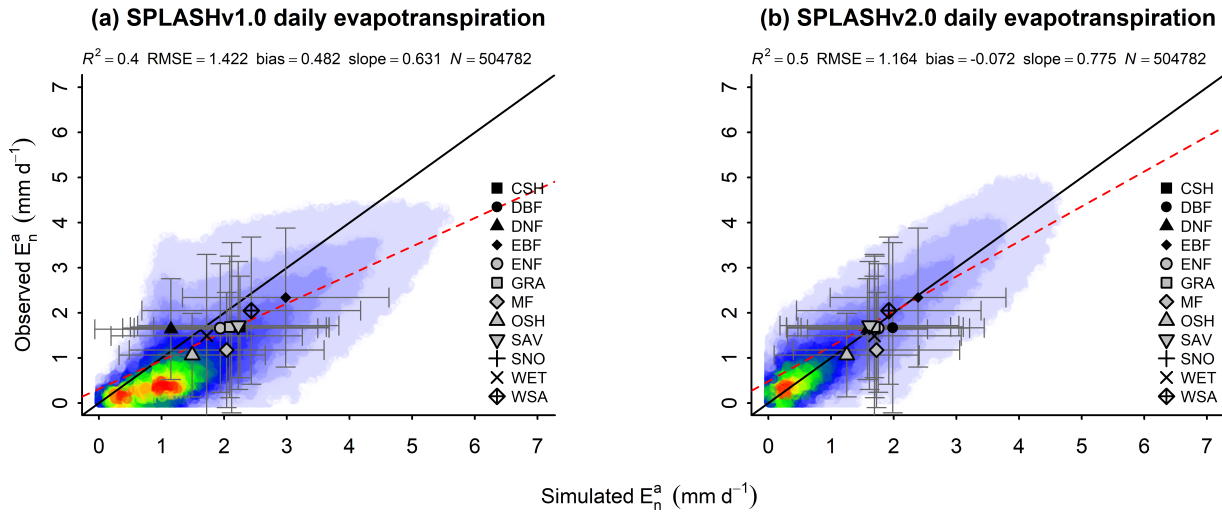 (a) SPLASHv1.0 daily evapotranspiration
R² = 0.4 RMSE = 1.422 bias = 0.482 slope = 0.631 N = 504782
7
6
5
4
3
2
1
0
0 1 2 3 4 5 6 7
CSH
DBF
DNF
EBF
ENF
GRA
MF
OSH
SAV
SNO
WET
WSA
Observed Eₙᵃ (mm d⁻¹)
(b) SPLASHv2.0 daily evapotranspiration
R² = 0.5 RMSE = 1.164 bias = -0.072 slope = 0.775 N = 504782
7
6
5
4
3
2
1
0
0 1 2 3 4 5 6 7
CSH
DBF
DNF
EBF
ENF
GRA
MF
OSH
SAV
SNO
WET
WSA
Simulated Eₙᵃ (mm d⁻¹)